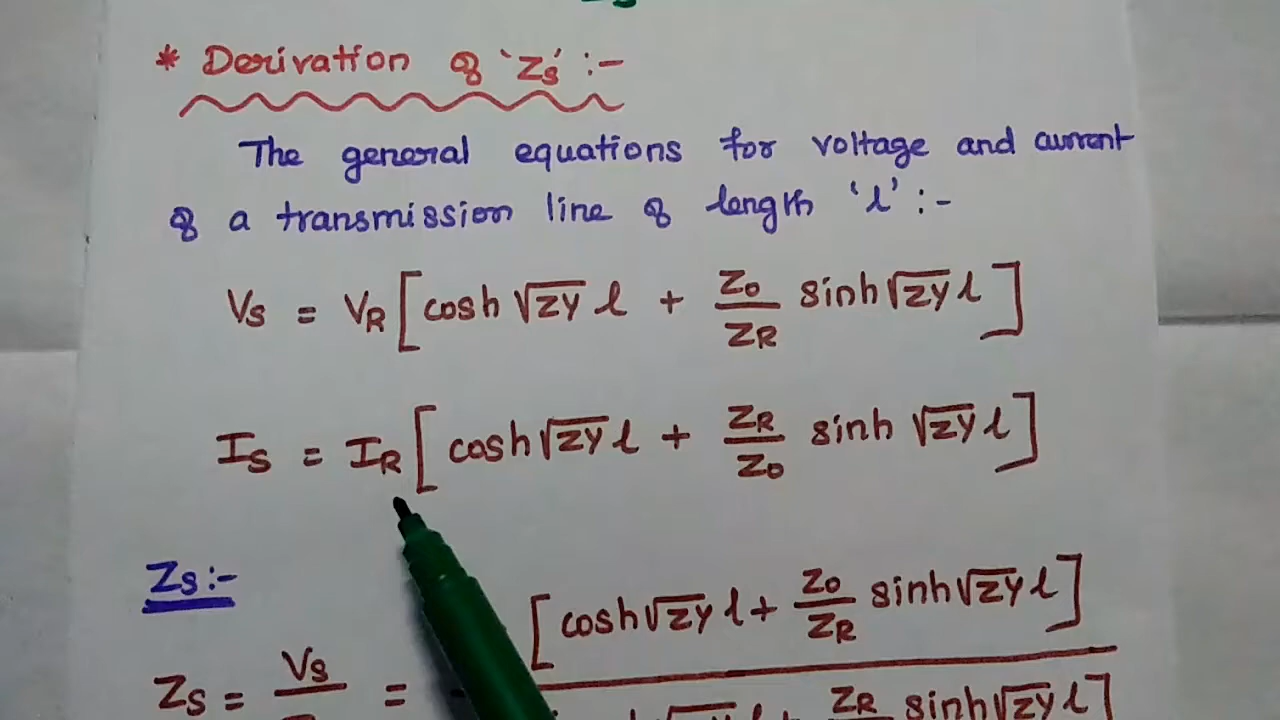 * Derivation of 'Zs' :-
The general equations for voltage and current
of a transmission line of length 'l' :-
Vs = VR [cosh √zy l + Zo/ZR sinh √zy l]
Is = IR [cosh √zy l + ZR/Zo sinh √zy l]
Zs :-
Zs = Vs = [cosh √zy l + Zo/ZR sinh √zy l]
ZR sinh √zy l]